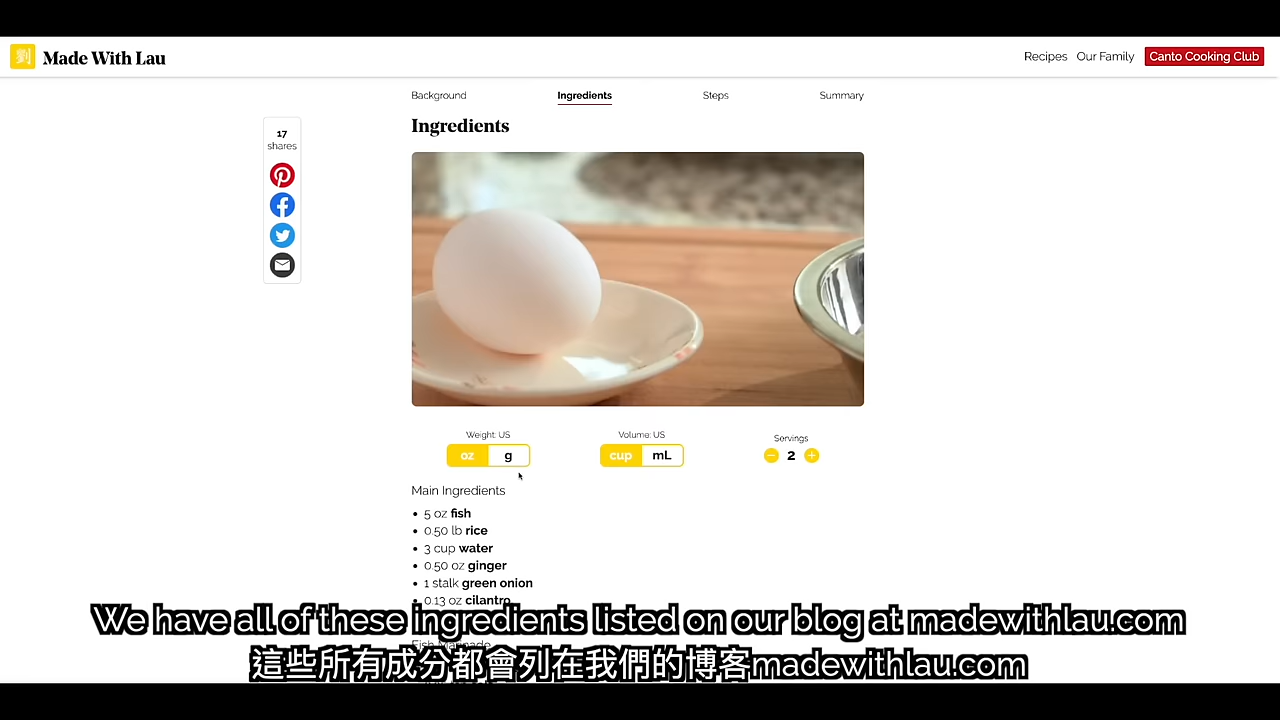 劉 Made With Lau
Recipes Our Family Canto Cooking Club
Background Ingredients Steps Summary
Ingredients
17
shares
Weight: US
oz g
Volume: US
cup mL
Servings
2
Main Ingredients
5 oz fish
0.50 lb rice
3 cup water
0.50 oz ginger
1 stalk green onion
0.13 oz cilantro
We have all of these ingredients listed on our blog at madewithlau.com
Fish Marinade
這些所有成分都會列在我們的博客madewithlau.com